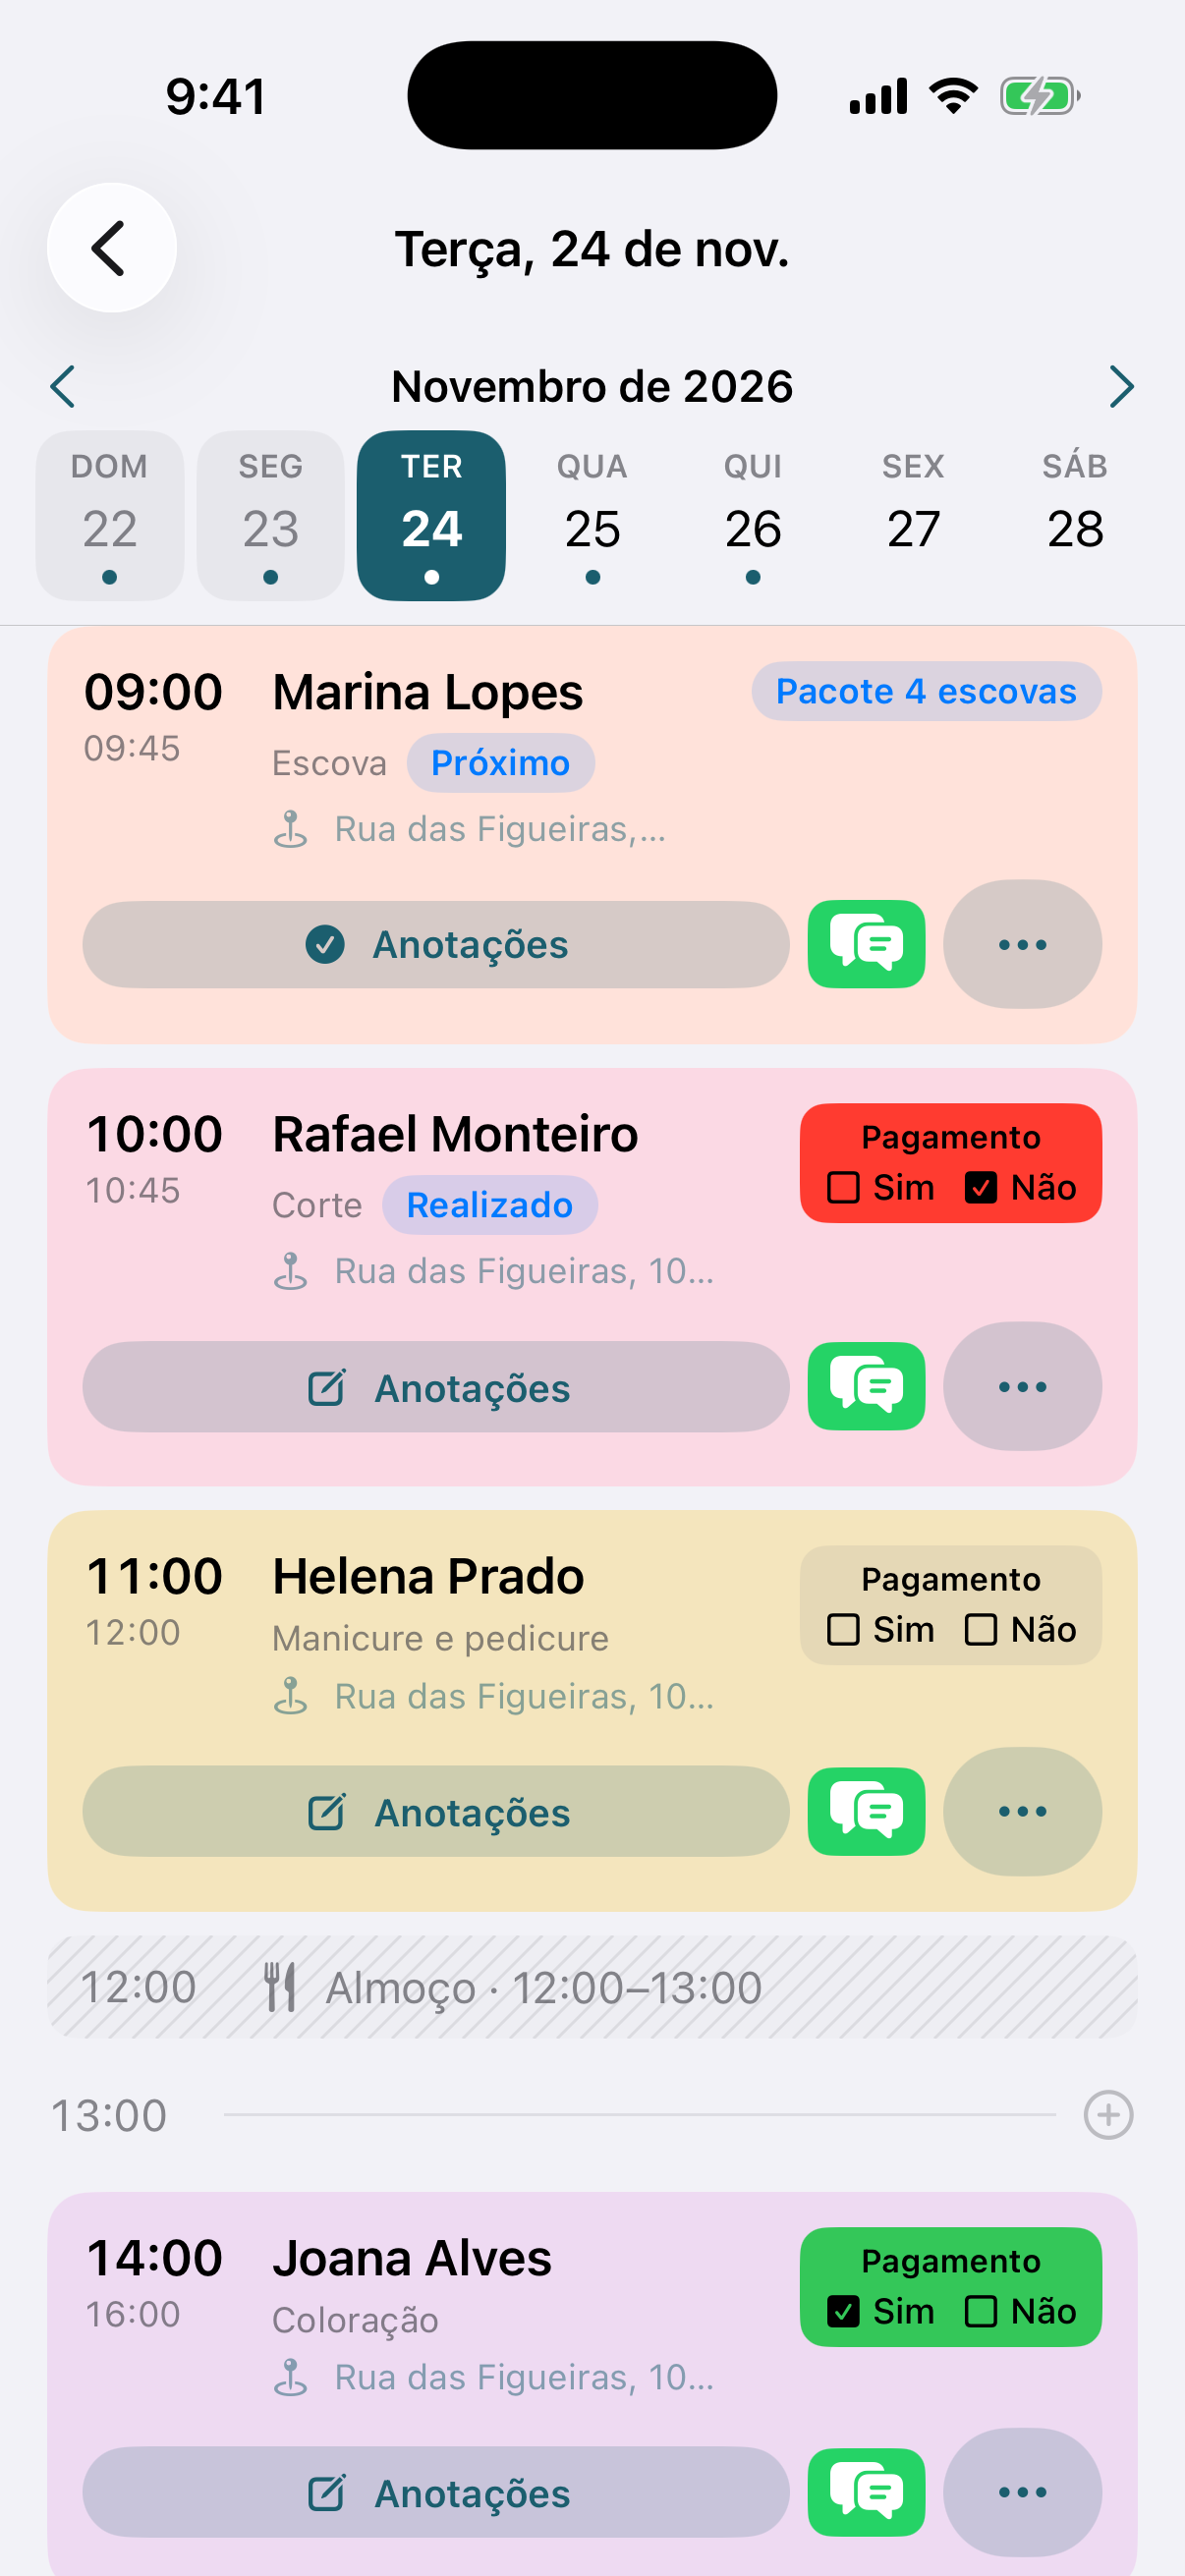 9:41
Terça, 24 de nov.
Novembro de 2026
DOM SEG TER QUA QUI SEX SÁB
22 23 24 25 26 27 28
09:00 Marina Lopes Pacote 4 escovas
09:45 Escova Próximo
Rua das Figueiras,...
Anotações
10:00 Rafael Monteiro Pagamento
10:45 Corte Realizado Sim Não
Rua das Figueiras, 10...
Anotações
11:00 Helena Prado Pagamento
12:00 Manicure e pedicure Sim Não
Rua das Figueiras, 10...
Anotações
12:00 Almoço · 12:00–13:00
13:00
14:00 Joana Alves Pagamento
16:00 Coloração Sim Não
Rua das Figueiras, 10...
Anotações